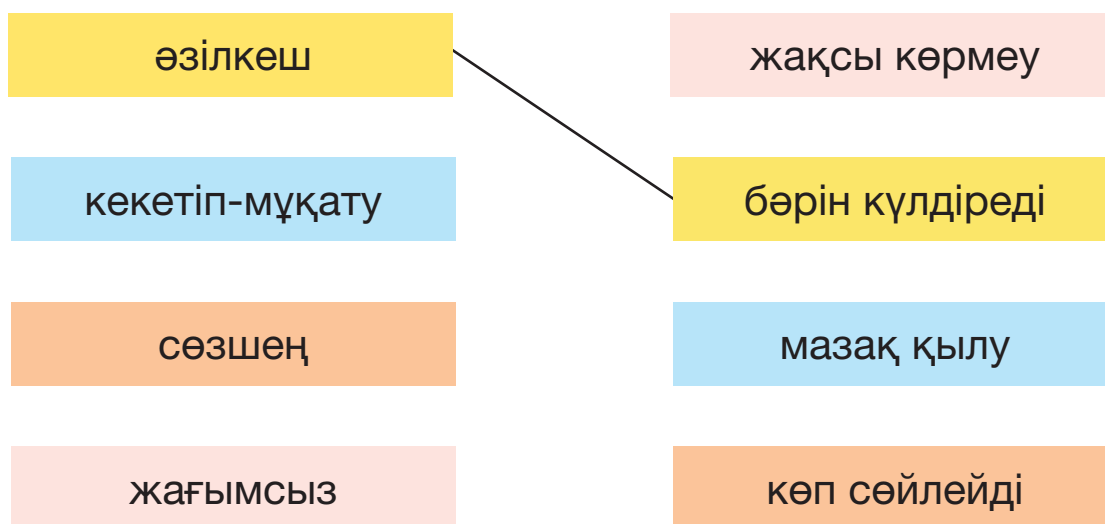 әзілкеш
жақсы көрмеу
кекетіп-мұқату
бәрін күлдіреді
сөзшең
мазақ қылу
жағымсыз
көп сөйлейді